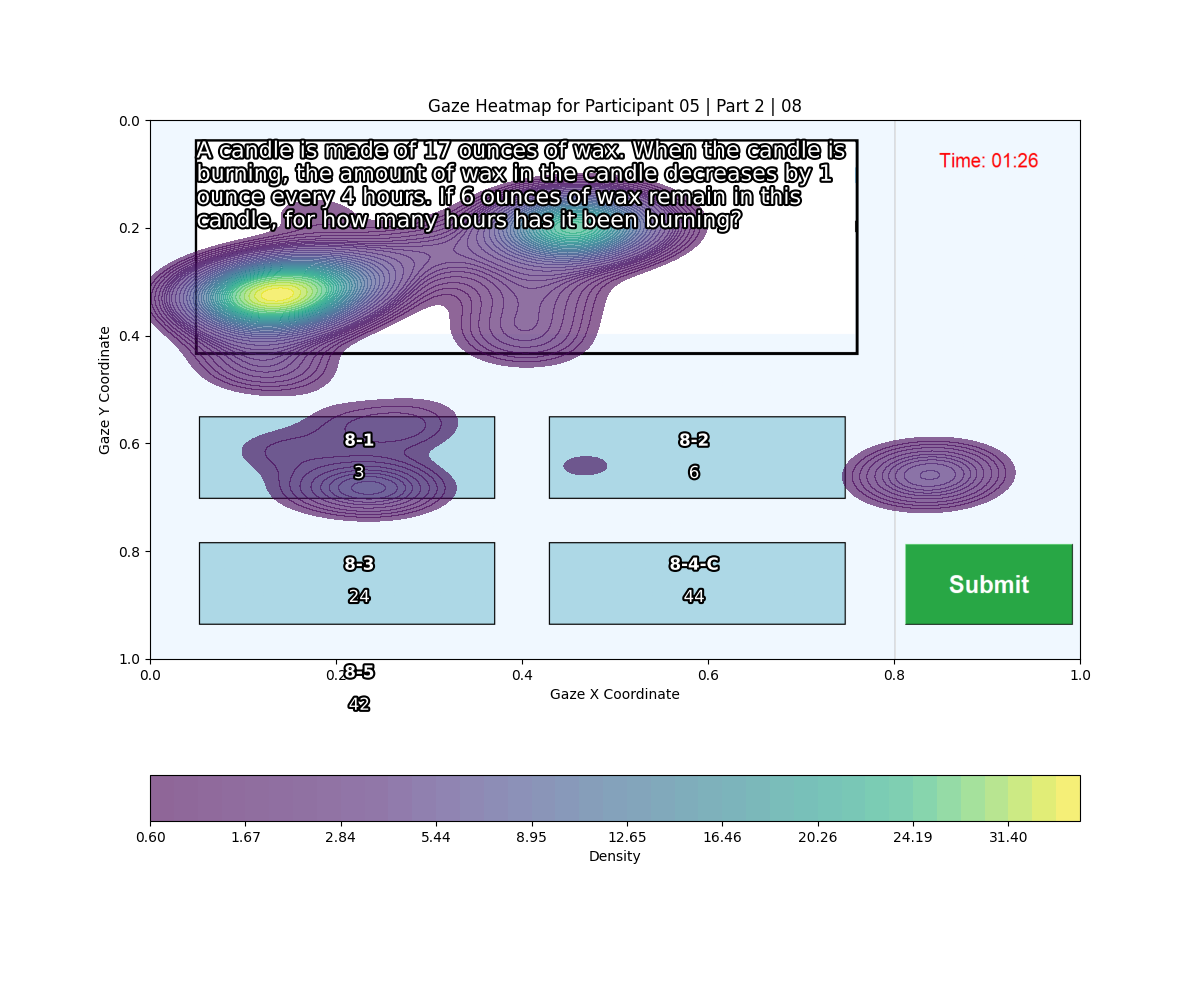 Gaze Heatmap for Participant 05 | Part 2 | 08
A candle is made of 17 ounces of wax. When the candle is
burning, the amount of wax in the candle decreases by 1
ounce every 4 hours. If 6 ounces of wax remain in this
candle, for how many hours has it been burning?
Time: 01:26
0.0
0.2
0.4
0.6
0.8
1.0
Gaze Y Coordinate
8-1
3
8-2
6
8-3
24
8-4-C
44
Submit
0.0 0.2 0.4 0.6 0.8 1.0
8-5
42
Gaze X Coordinate
0.60 1.67 2.84 5.44 8.95 12.65 16.46 20.26 24.19 31.40
Density